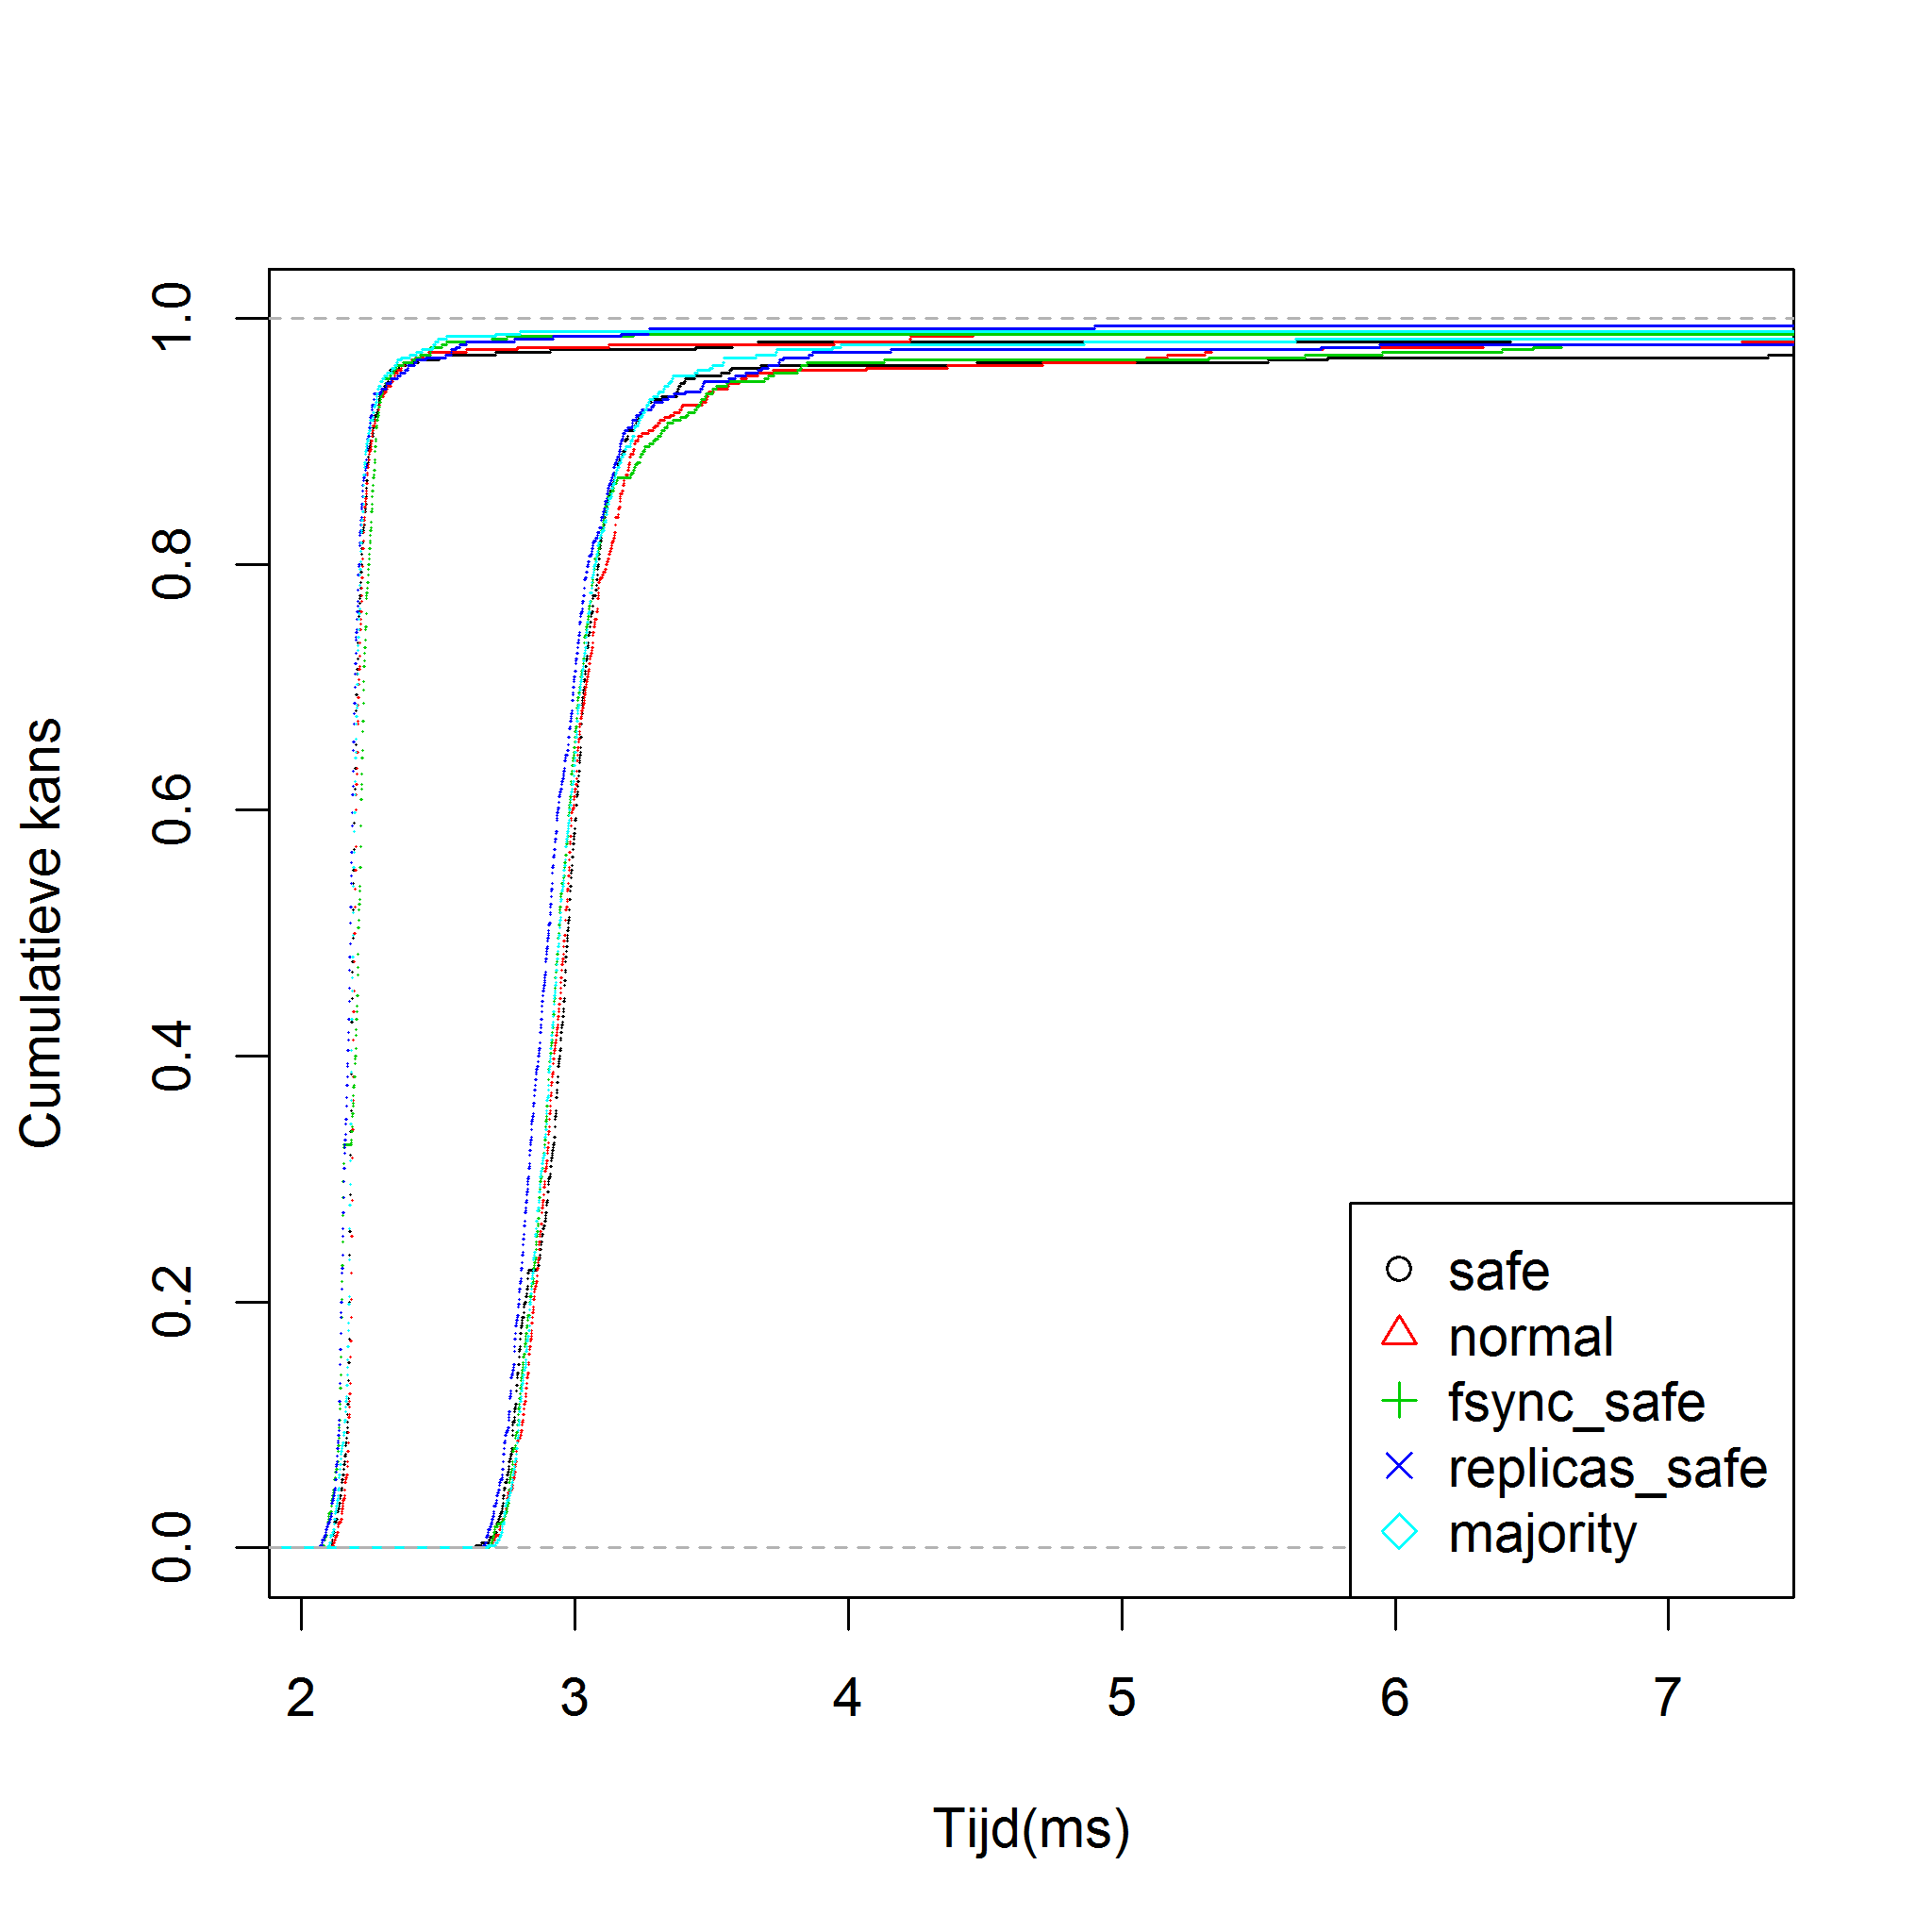 Cumulatieve kans
1.0
0.8
0.6
0.4
0.2
0.0
2 3 4 5 6 7
Tijd(ms)
safe
normal
fsync_safe
replicas_safe
majority